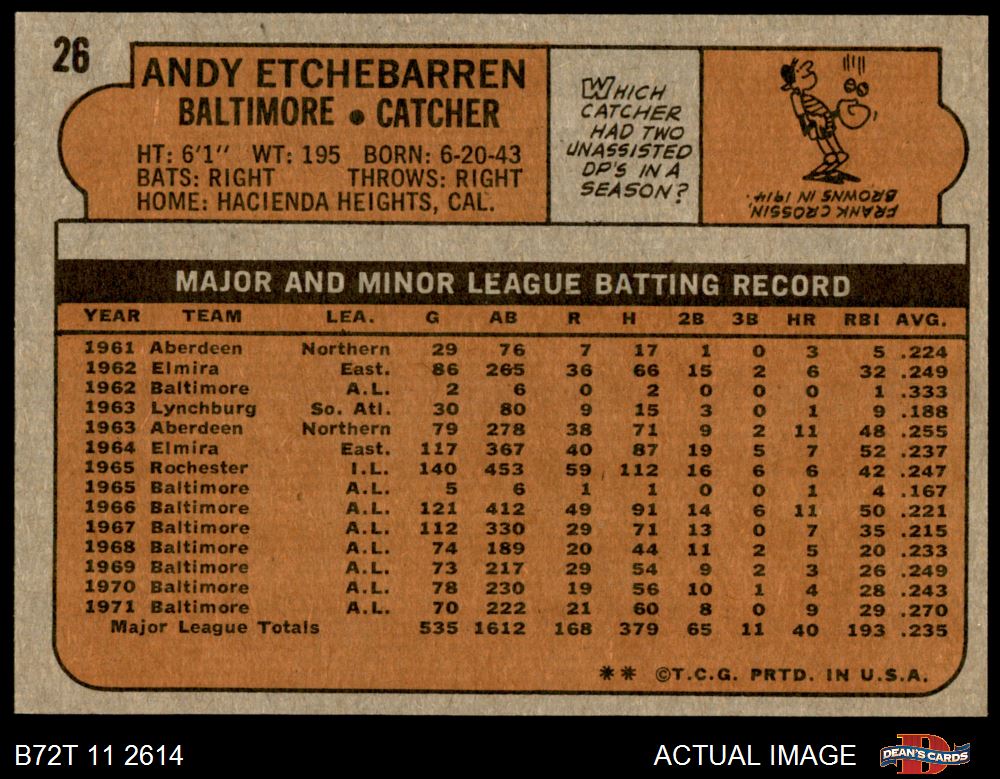 26
ANDY ETCHEBARREN
BALTIMORE • CATCHER
HT: 6'1" WT: 195 BORN: 6-20-43
BATS: RIGHT THROWS: RIGHT
HOME: HACIENDA HEIGHTS, CAL.
WHICH
CATCHER
HAD TWO
UNASSISTED
DP'S IN A
SEASON?
FRANK CROSSIN,
BROWNS IN 1914.
MAJOR AND MINOR LEAGUE BATTING RECORD
YEAR TEAM LEA. G AB R H 2B 3B HR RBI AVG.
1961 Aberdeen Northern 29 76 7 17 1 0 3 5 .224
1962 Elmira East. 86 265 36 66 15 2 6 32 .249
1962 Baltimore A.L. 2 6 0 2 0 0 0 1 .333
1963 Lynchburg So. Atl. 30 80 9 15 3 0 1 9 .188
1963 Aberdeen Northern 79 278 38 71 9 2 11 48 .255
1964 Elmira East. 117 367 40 87 19 5 7 52 .237
1965 Rochester I.L. 140 453 59 112 16 6 6 42 .247
1965 Baltimore A.L. 5 6 1 1 0 0 1 4 .167
1966 Baltimore A.L. 121 412 49 91 14 6 11 50 .221
1967 Baltimore A.L. 112 330 29 71 13 0 7 35 .215
1968 Baltimore A.L. 74 189 20 44 11 2 5 20 .233
1969 Baltimore A.L. 73 217 29 54 9 2 3 26 .249
1970 Baltimore A.L. 78 230 19 56 10 1 4 28 .243
1971 Baltimore A.L. 70 222 21 60 8 0 9 29 .270
Major League Totals 535 1612 168 379 65 11 40 193 .235
** ©T.C.G. PRTD. IN U.S.A.
B72T 11 2614 ACTUAL IMAGE DEAN'S CARDS